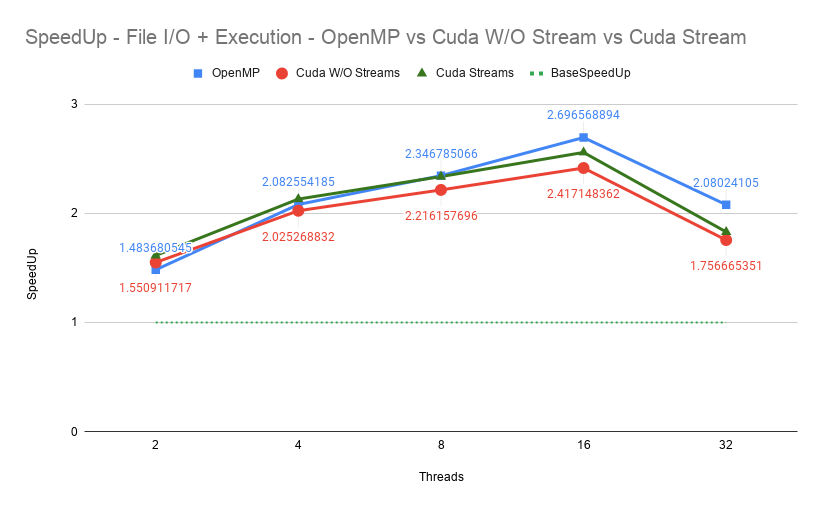 SpeedUp - File I/O + Execution - OpenMP vs Cuda W/O Stream vs Cuda Stream
OpenMP Cuda W/O Streams Cuda Streams BaseSpeedUp
3
2.696568894
2.346785066
2.082554185
2.08024105
2
2.417148362
2.216157696
2.025268832
1.483680545
1.756665351
1.550911717
SpeedUp
1
0
2 4 8 16 32
Threads